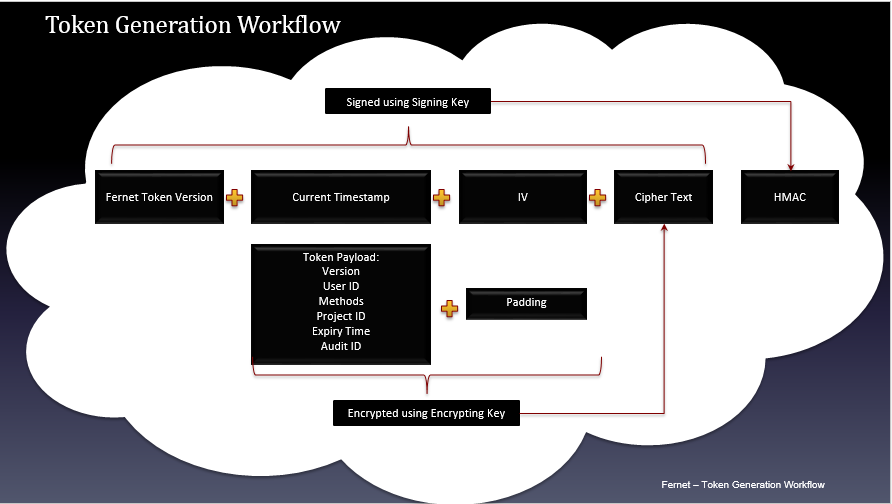 Token Generation Workflow
Signed using Signing Key
Fernet Token Version
Current Timestamp
IV
Cipher Text
HMAC
Token Payload:
Version
User ID
Methods
Project ID
Expiry Time
Audit ID
Padding
Encrypted using Encrypting Key
Fernet – Token Generation Workflow